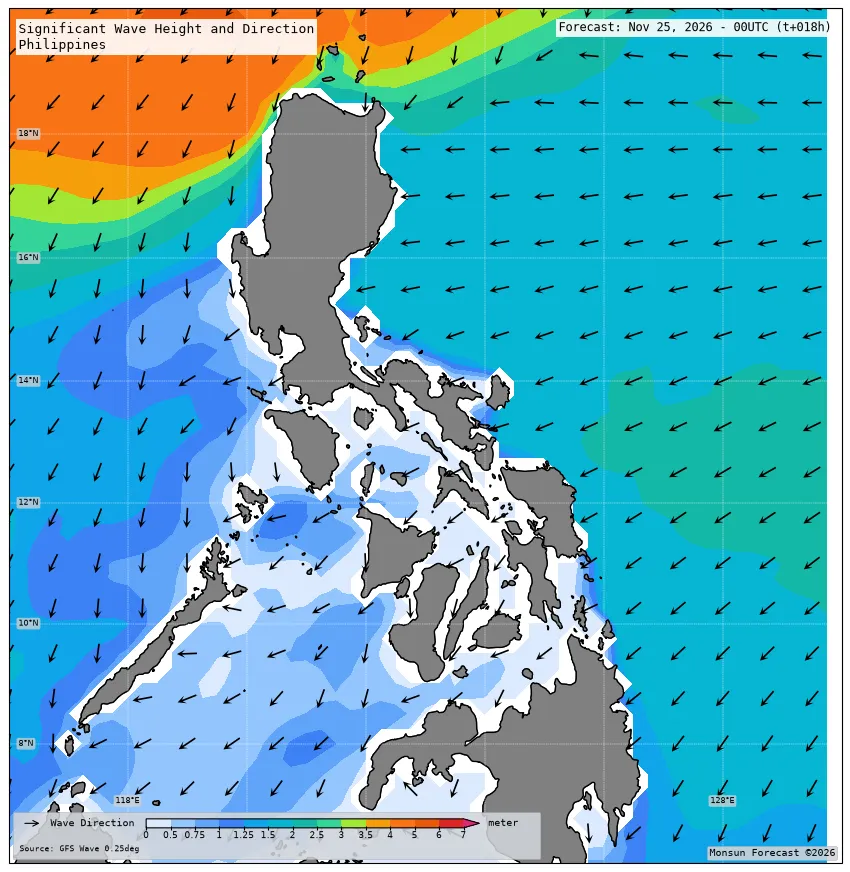 Significant Wave Height and Direction
Philippines
Forecast: Nov 25, 2026 - 00UTC (t+018h)
18°N
16°N
14°N
12°N
10°N
8°N
118°E
128°E
Wave Direction
meter
0 0.5 0.75 1 1.25 1.5 2 2.5 3 3.5 4 5 6 7
Source: GFS Wave 0.25deg
Monsun Forecast ©2026